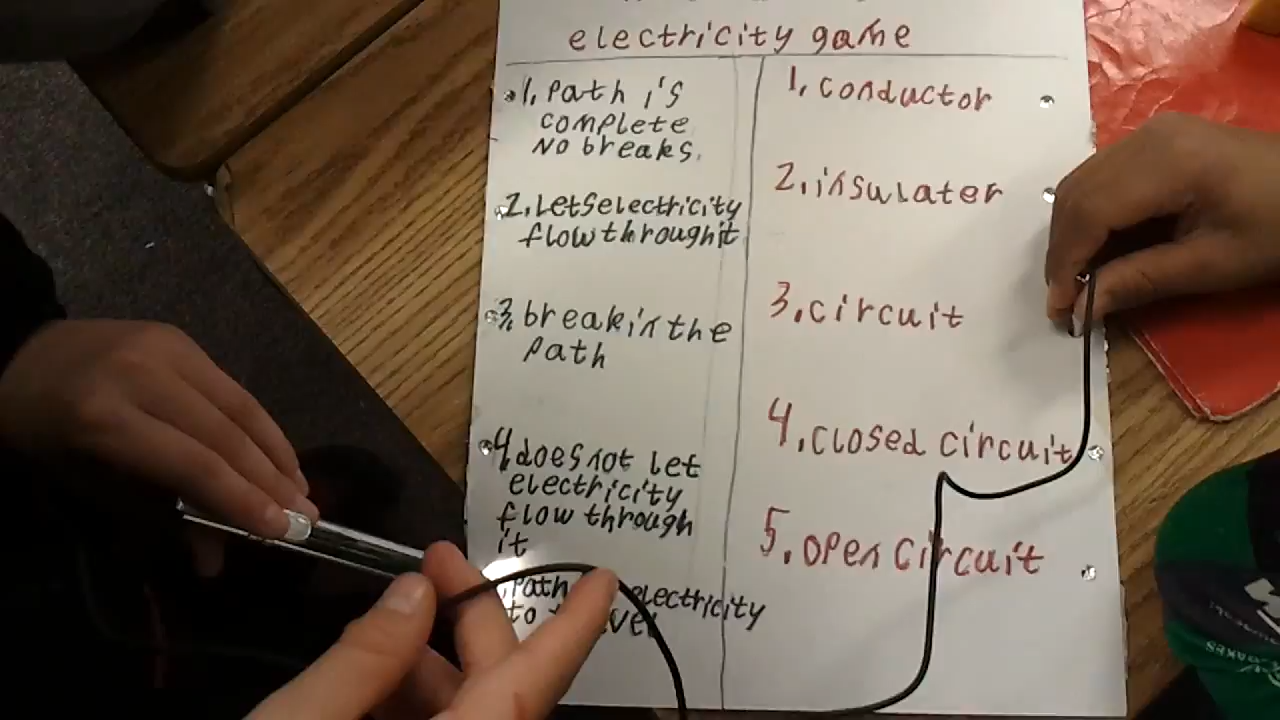 electricity game
1. Path i's
complete
No breaks.
2. Lets electricity
flow through it
3. break in the
Path
4. does not let
electricity
flow through
it
Path electricity
to
1. conductor
2. insulater
3. circuit
4. closed circuit
5. open circuit